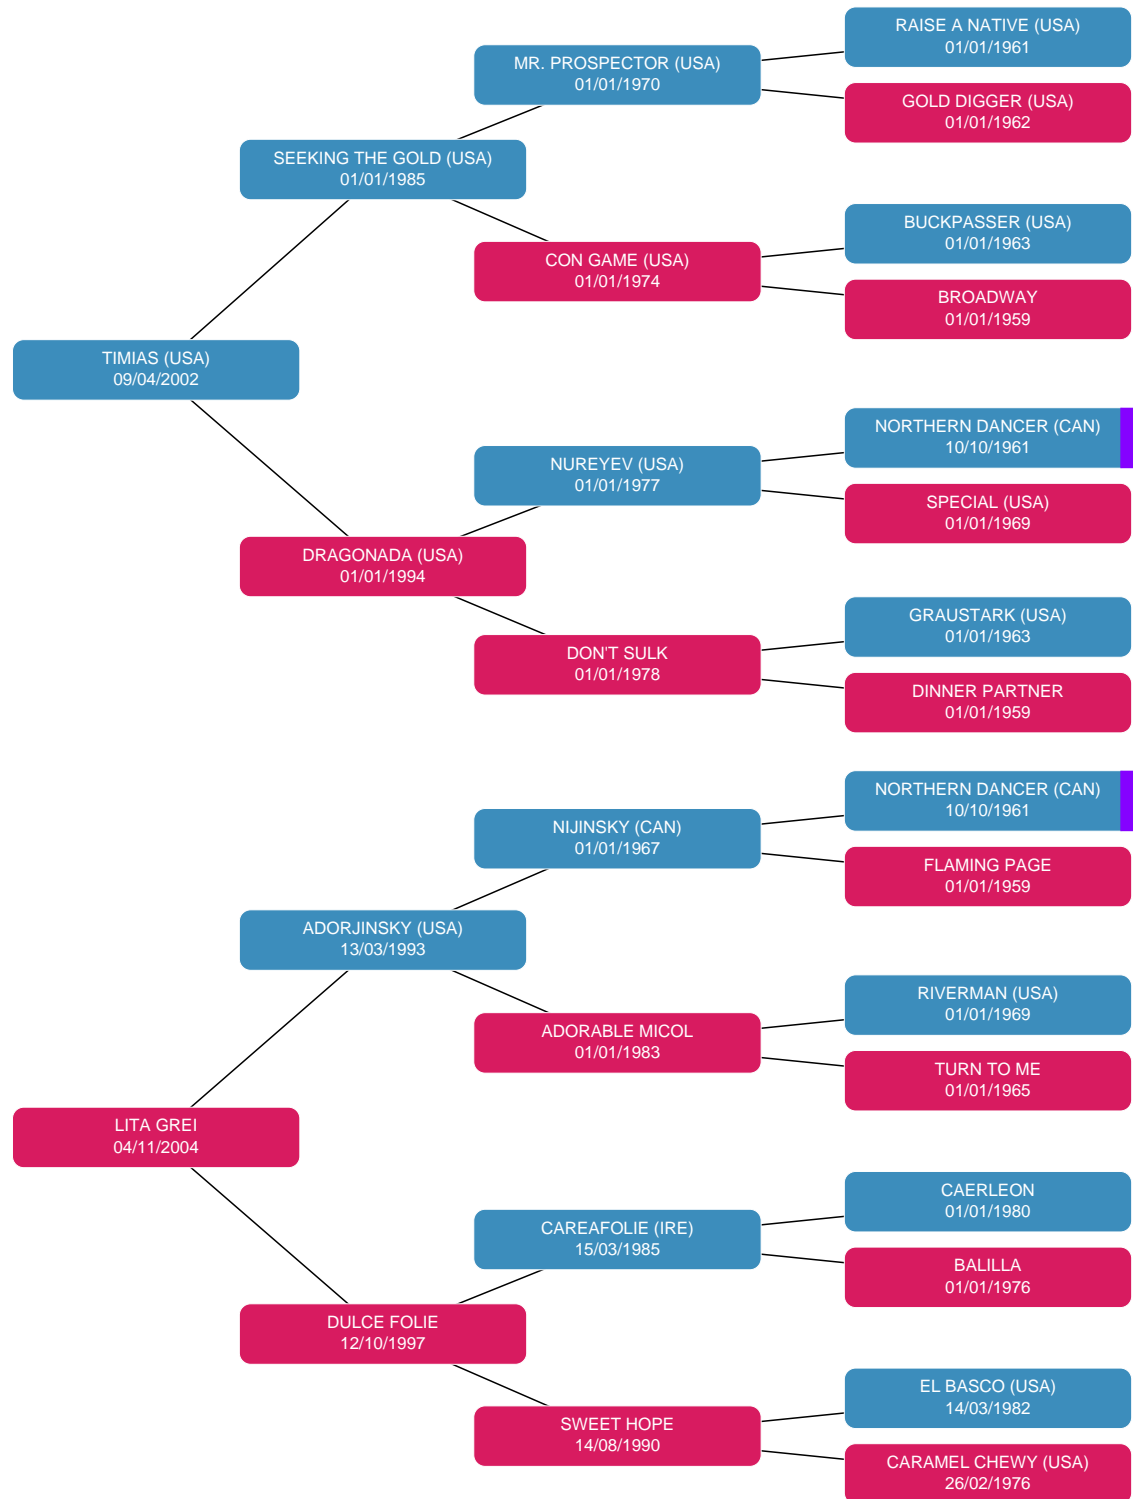 RAISE A NATIVE (USA)
01/01/1961
MR. PROSPECTOR (USA)
01/01/1970
GOLD DIGGER (USA)
01/01/1962
SEEKING THE GOLD (USA)
01/01/1985
BUCKPASSER (USA)
01/01/1963
CON GAME (USA)
01/01/1974
BROADWAY
01/01/1959
TIMIAS (USA)
09/04/2002
NORTHERN DANCER (CAN)
10/10/1961
NUREYEV (USA)
01/01/1977
SPECIAL (USA)
01/01/1969
DRAGONADA (USA)
01/01/1994
GRAUSTARK (USA)
01/01/1963
DON'T SULK
01/01/1978
DINNER PARTNER
01/01/1959
NORTHERN DANCER (CAN)
10/10/1961
NIJINSKY (CAN)
01/01/1967
FLAMING PAGE
01/01/1959
ADORJINSKY (USA)
13/03/1993
RIVERMAN (USA)
01/01/1969
ADORABLE MICOL
01/01/1983
TURN TO ME
01/01/1965
LITA GREI
04/11/2004
CAERLEON
01/01/1980
CAREAFOLIE (IRE)
15/03/1985
BALILLA
01/01/1976
DULCE FOLIE
12/10/1997
EL BASCO (USA)
14/03/1982
SWEET HOPE
14/08/1990
CARAMEL CHEWY (USA)
26/02/1976